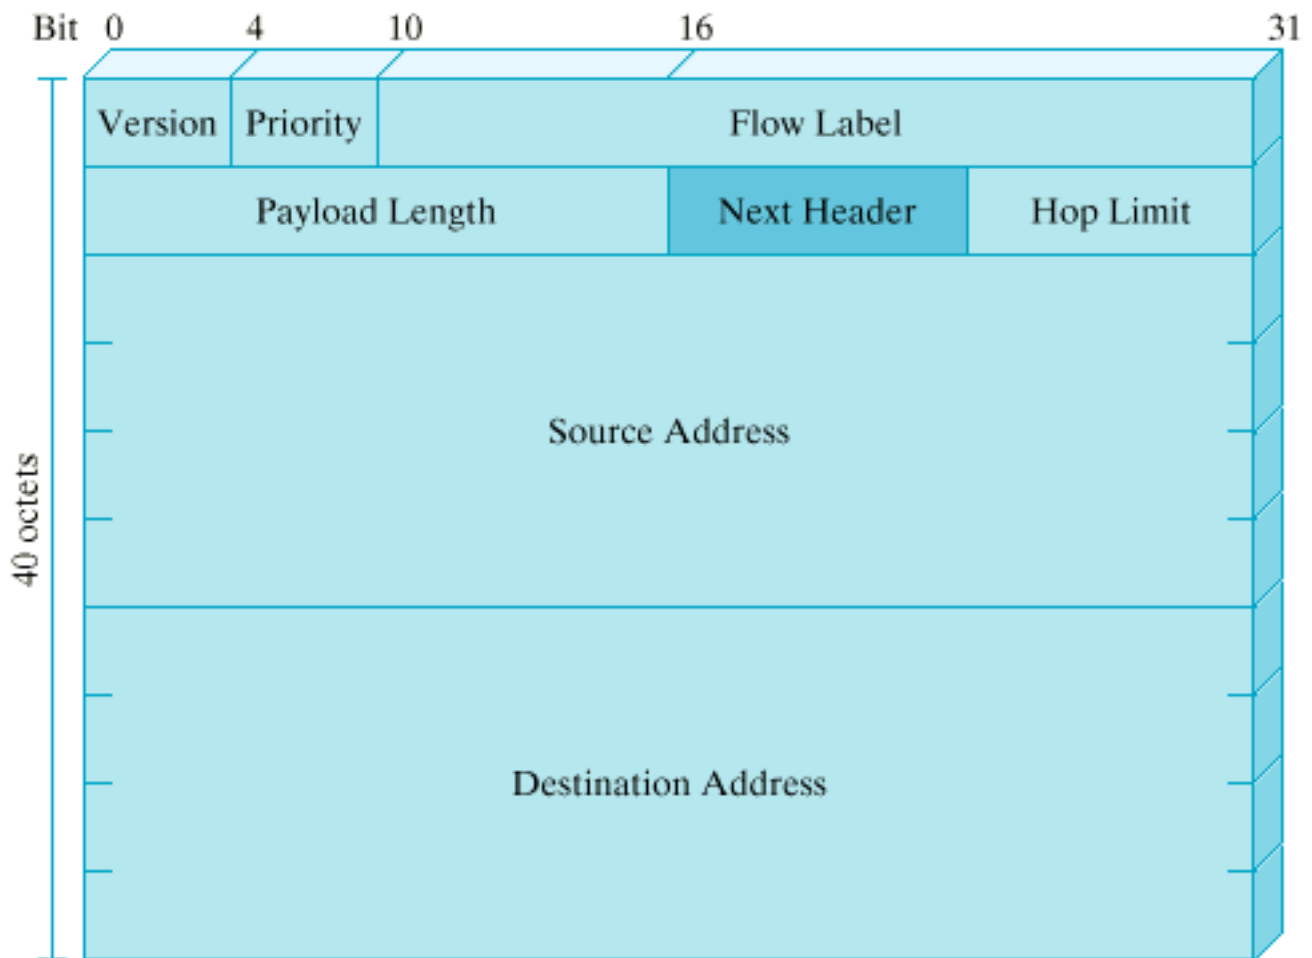 Bit 0 4 10 16 31
Version Priority Flow Label
Payload Length Next Header Hop Limit
Source Address
40 octets
Destination Address